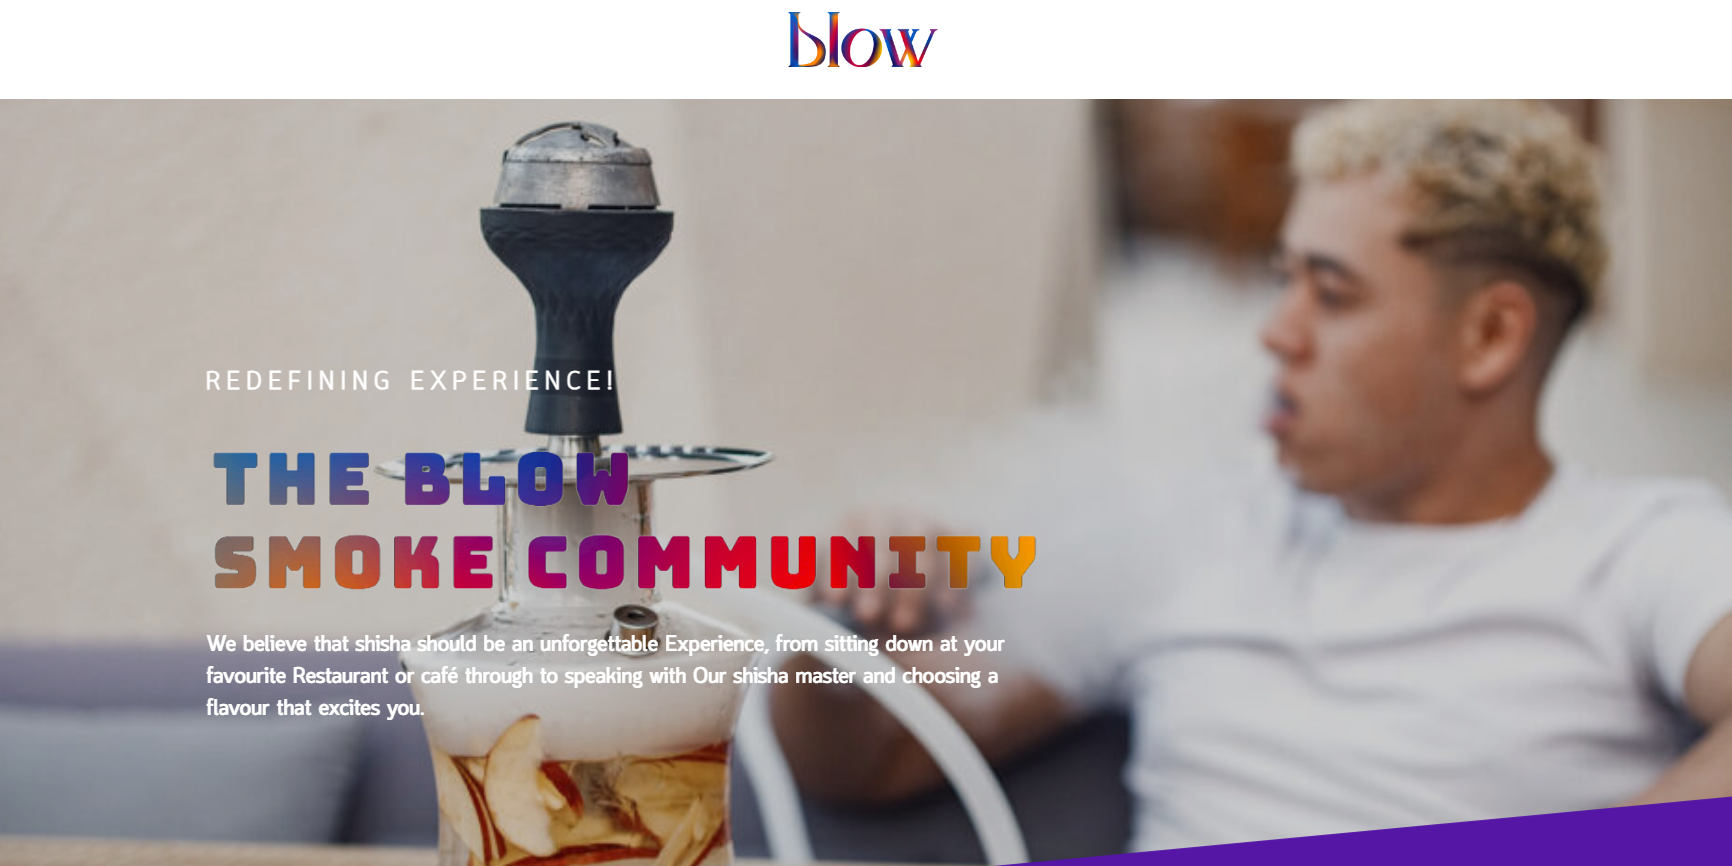 blow
REDEFINING EXPERIENCE!
THE BLOW
SMOKE COMMUNITY
We believe that shisha should be an unforgettable Experience, from sitting down at your
favourite Restaurant or café through to speaking with Our shisha master and choosing a
flavour that excites you.